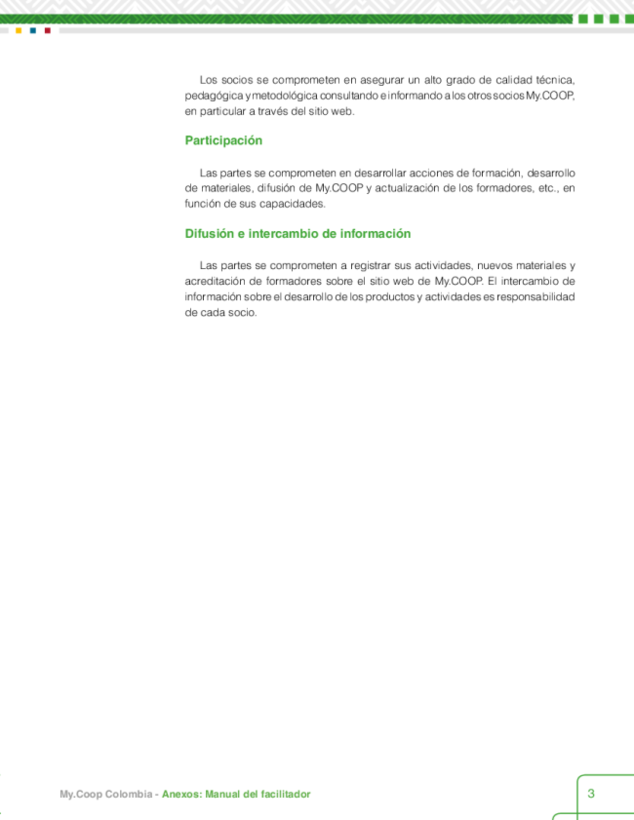 Los socios se comprometen en asegurar un alto grado de calidad técnica,
pedagógica y metodológica consultando e informando a los otros socios My.COOP,
en particular a través del sitio web.
Participación
Las partes se comprometen en desarrollar acciones de formación, desarrollo
de materiales, difusión de My.COOP y actualización de los formadores, etc., en
función de sus capacidades.
Difusión e intercambio de información
Las partes se comprometen a registrar sus actividades, nuevos materiales y
acreditación de formadores sobre el sitio web de My.COOP. El intercambio de
información sobre el desarrollo de los productos y actividades es responsabilidad
de cada socio.
My.Coop Colombia - Anexos: Manual del facilitador
3